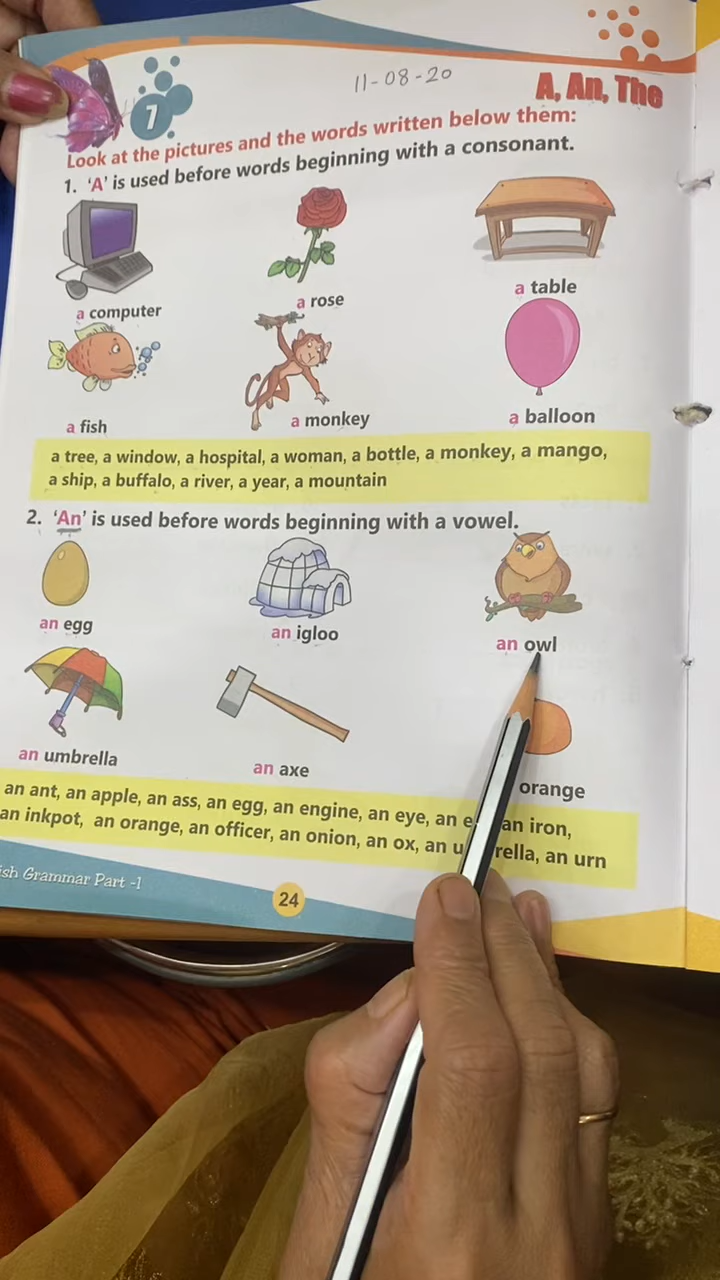 11-08-20
A, An, The
7
Look at the pictures and the words written below them:
1. 'A' is used before words beginning with a consonant.
a computer
a rose
a table
a fish
a monkey
a balloon
a tree, a window, a hospital, a woman, a bottle, a monkey, a mango,
a ship, a buffalo, a river, a year, a mountain
2. 'An' is used before words beginning with a vowel.
an egg
an igloo
an owl
an umbrella
an axe
orange
an ant, an apple, an ass, an egg, an engine, an eye, an iron,
an inkpot, an orange, an officer, an onion, an ox, an urn
Grammar Part -1
24